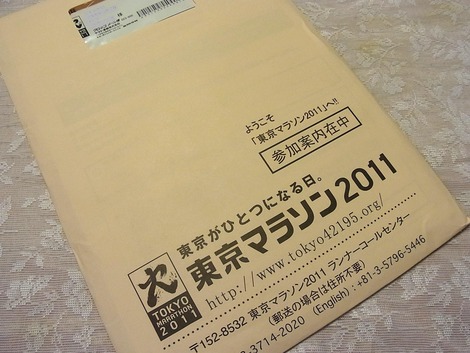 様
ようこそ
「東京マラソン2011」へ!!
参加案内在中
東京がひとつになる日。
東京マラソン2011
TOKYO
MARATHON
2011
http://www.tokyo42195.org/
〒152-8532 東京マラソン2011 ランナーコールセンター
(郵送の場合は住所不要)
3-3714-2020 (English) : +81-3-5796-5446